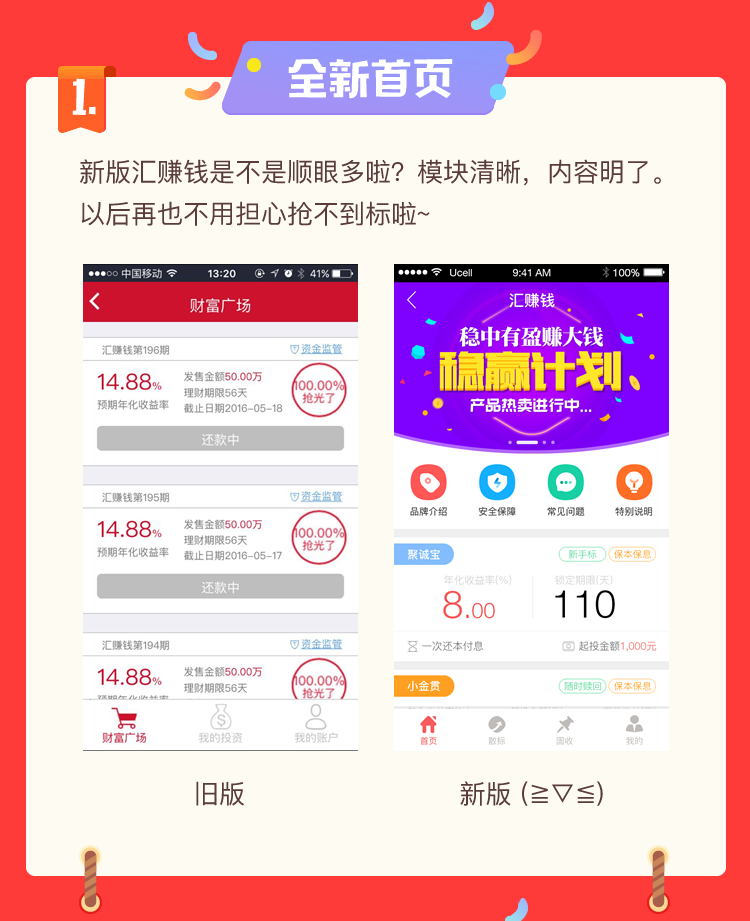 全新首页
1.
新版汇赚钱是不是顺眼多啦？模块清晰，内容明了。
以后再也不用担心抢不到标啦~
中国移动 13:20 41%
财富广场
汇赚钱第196期 资金监管
14.88% 发售金额50.00万 100.00%
预期年化收益率 理财期限56天 抢光了
截止日期2016-05-18
还款中
汇赚钱第195期 资金监管
14.88% 发售金额50.00万 100.00%
预期年化收益率 理财期限56天 抢光了
截止日期2016-05-17
还款中
汇赚钱第194期 资金监管
14.88% 发售金额50.00万 100.00%
预期年化收益率 理财期限56天 抢光了
财富广场 我的投资 我的账户
旧版
Ucell 9:41 AM 100%
汇赚钱
稳中有盈赚大钱
稳赢计划
产品热卖进行中...
品牌介绍 安全保障 常见问题 特别说明
聚诚宝 新手标 保本保息
年化收益率(%) 锁定期限(天)
8.00 110
一次还本付息 起投金额1,000元
小金贡 随时赎回 保本保息
首页 散标 固收 我的
新版 (≧▽≦)